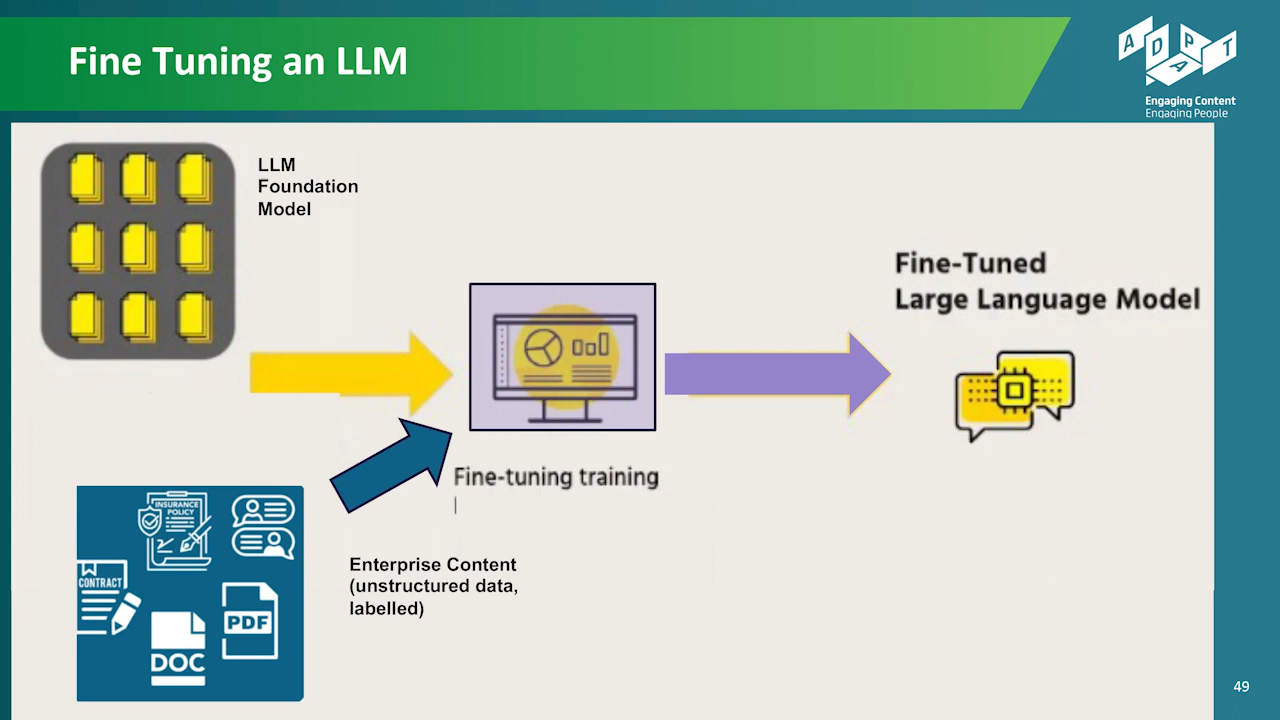 Fine Tuning an LLM
ADAPT
Engaging Content
Engaging People
LLM
Foundation
Model
Fine-Tuned
Large Language Model
Fine-tuning training
INSURANCE
POLICY
CONTRACT
PDF
DOC
Enterprise Content
(unstructured data,
labelled)
49